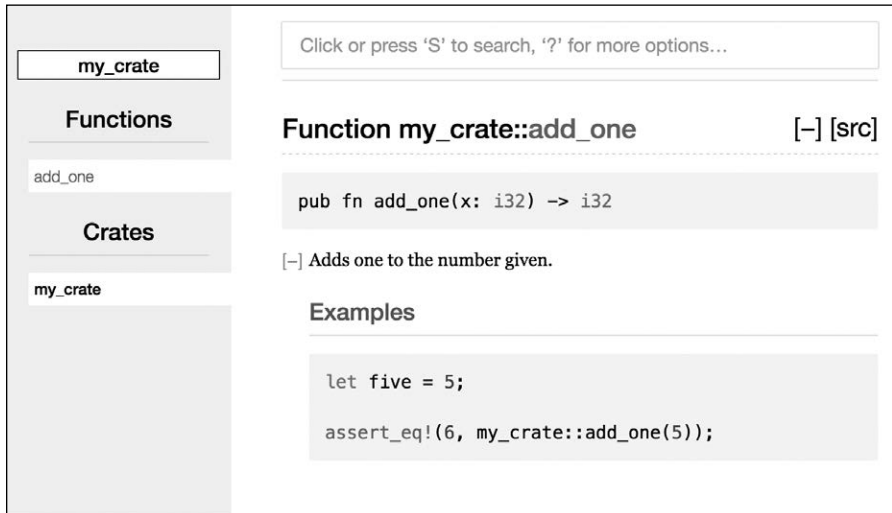 my_crate
Functions
add_one
Crates
my_crate
Click or press ‘S’ to search, ‘?’ for more options…
Function my_crate::add_one [–] [src]
pub fn add_one(x: i32) -> i32
[–] Adds one to the number given.
Examples
let five = 5;
assert_eq!(6, my_crate::add_one(5));